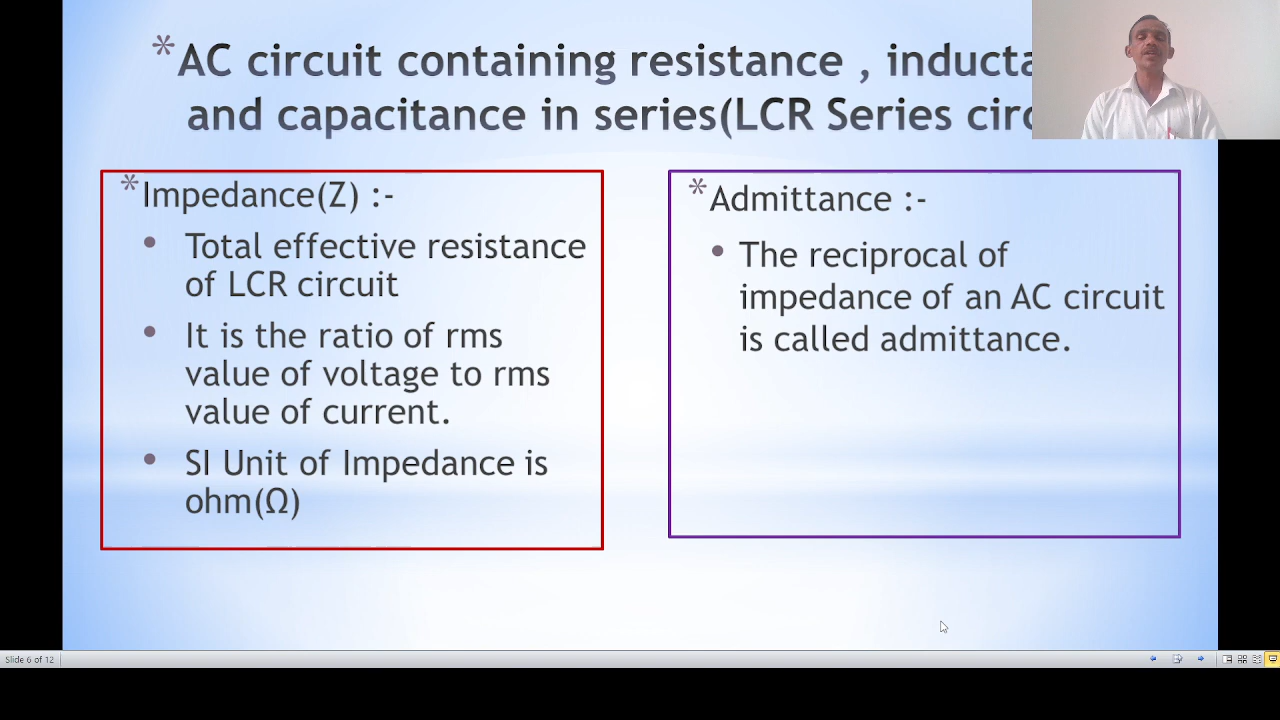 *AC circuit containing resistance , inducta
and capacitance in series(LCR Series circ
*Impedance(Z) :-
• Total effective resistance
of LCR circuit
• It is the ratio of rms
value of voltage to rms
value of current.
• SI Unit of Impedance is
ohm(Ω)
*Admittance :-
• The reciprocal of
impedance of an AC circuit
is called admittance.
Slide 6 of 12